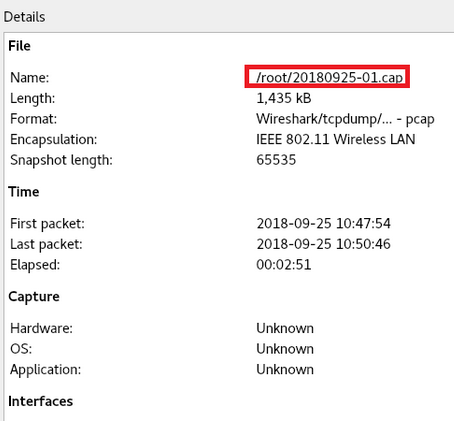 Details
File
Name: /root/20180925-01.cap
Length: 1,435 kB
Format: Wireshark/tcpdump/... - pcap
Encapsulation: IEEE 802.11 Wireless LAN
Snapshot length: 65535
Time
First packet: 2018-09-25 10:47:54
Last packet: 2018-09-25 10:50:46
Elapsed: 00:02:51
Capture
Hardware: Unknown
OS: Unknown
Application: Unknown
Interfaces